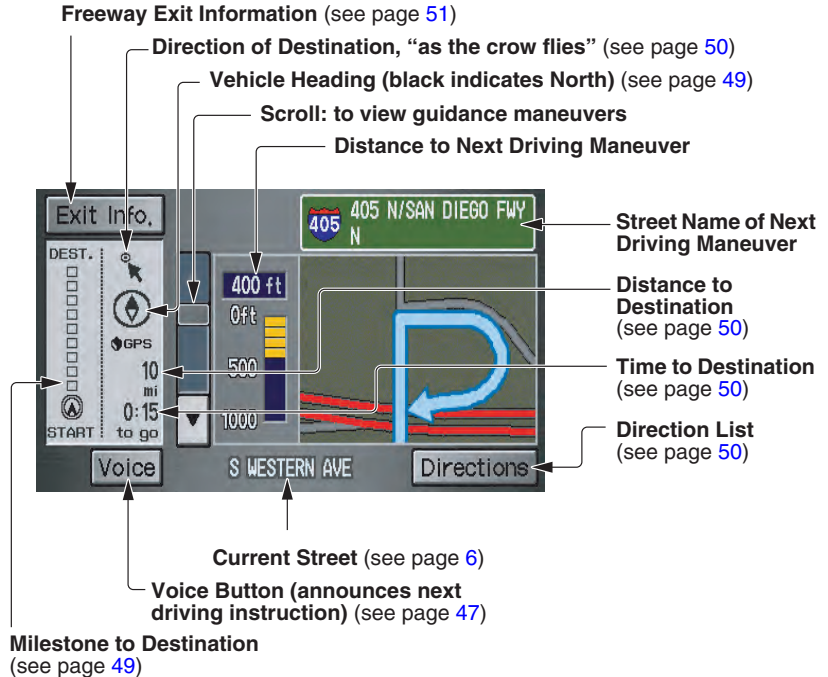 Freeway Exit Information (see page 51)
Direction of Destination, “as the crow flies” (see page 50)
Vehicle Heading (black indicates North) (see page 49)
Scroll: to view guidance maneuvers
Distance to Next Driving Maneuver
Exit Info.
405
405 N/SAN DIEGO FWY
N
Street Name of Next
Driving Maneuver
DEST.
400 ft
0ft
GPS
500
10
mi
0:15
1000
START
to go
Distance to
Destination
(see page 50)
Time to Destination
(see page 50)
Direction List
(see page 50)
Voice
S WESTERN AVE
Directions
Current Street (see page 6)
Voice Button (announces next
driving instruction) (see page 47)
Milestone to Destination
(see page 49)